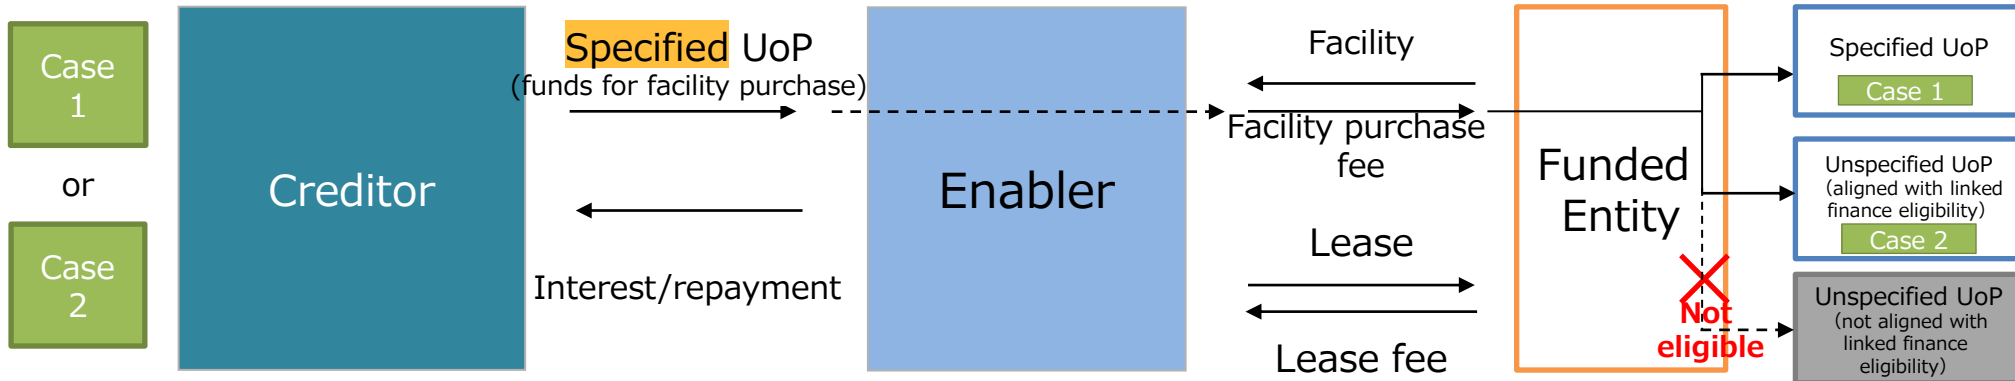 Case
1
or
Case
2
Creditor
Specified UoP
(funds for facility purchase)
Interest/repayment
Enabler
Facility
Facility purchase
fee
Lease
Lease fee
Funded
Entity
Not
eligible
Specified UoP
Case 1
Unspecified UoP
（aligned with linked
finance eligibility）
Case 2
Unspecified UoP
（not aligned with
linked finance
eligibility）